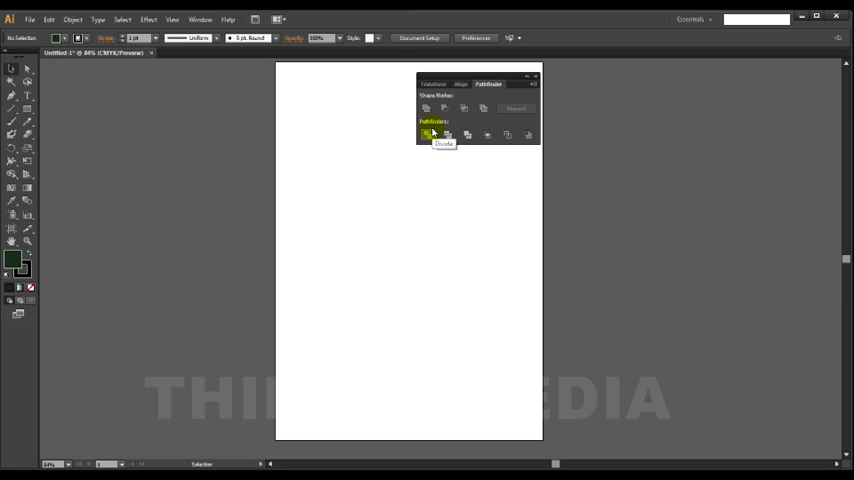 Ai File Edit Object Type Select Effect View Window Help Br Essentials
No Selection Stroke: 1 pt Uniform 5 pt. Round Opacity: 100% Style: Document Setup Preferences
Untitled-1* @ 84% (CMYK/Preview) ×
Transform Align Pathfinder
Shape Modes:
Expand
Pathfinders:
Divide
84% 1 Selection